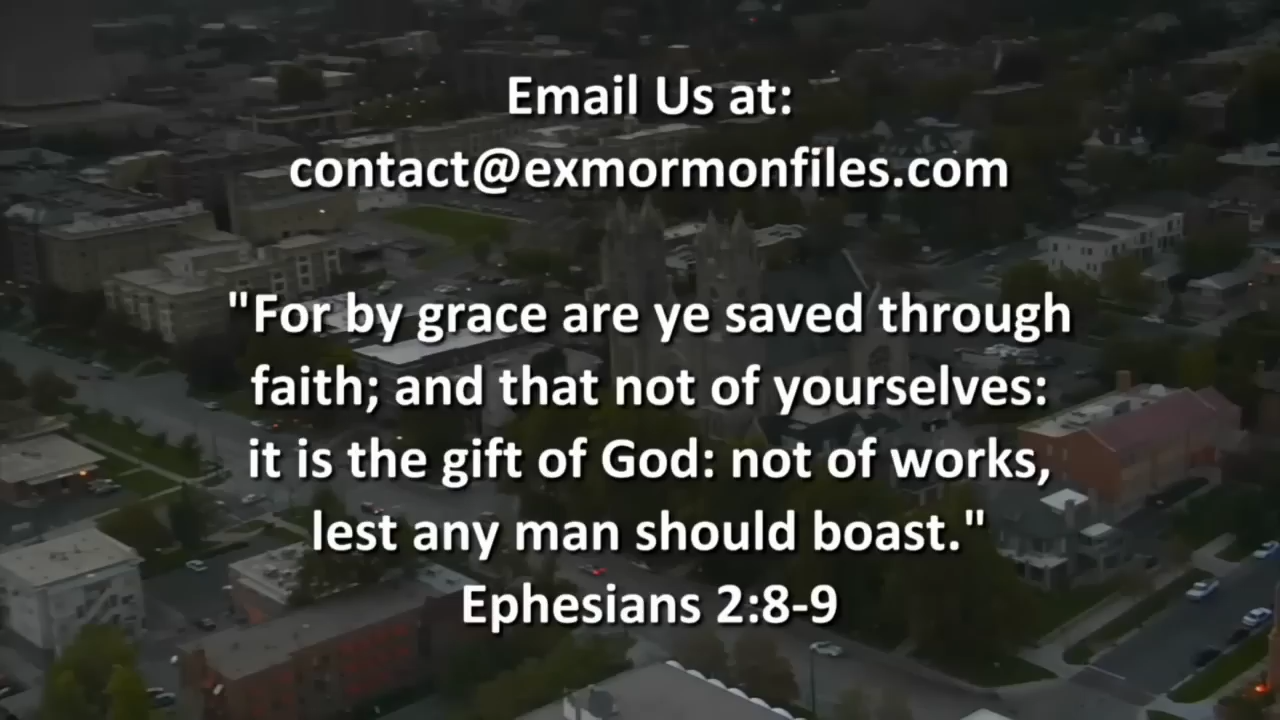 Email Us at:
contact@exmormonfiles.com
"For by grace are ye saved through
faith; and that not of yourselves:
it is the gift of God: not of works,
lest any man should boast."
Ephesians 2:8-9